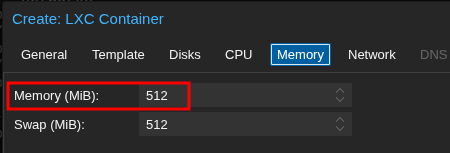 Create: LXC Container
General Template Disks CPU Memory Network DNS
Memory (MiB): 512
Swap (MiB): 512